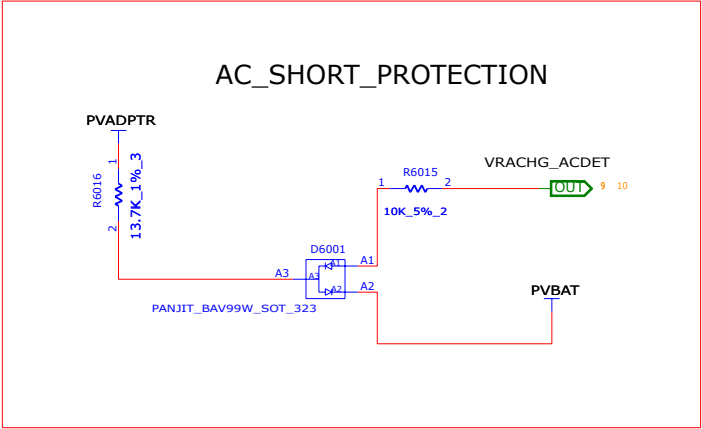 AC_SHORT_PROTECTION
PVADPTR
1
R6016
13.7K_1%_3
2
VRACHG_ACDET
R6015
1
2
OUT
9 10
10K_5%_2
D6001
A1
A1
A3
A3
A2
A2
PVBAT
PANJIT_BAV99W_SOT_323